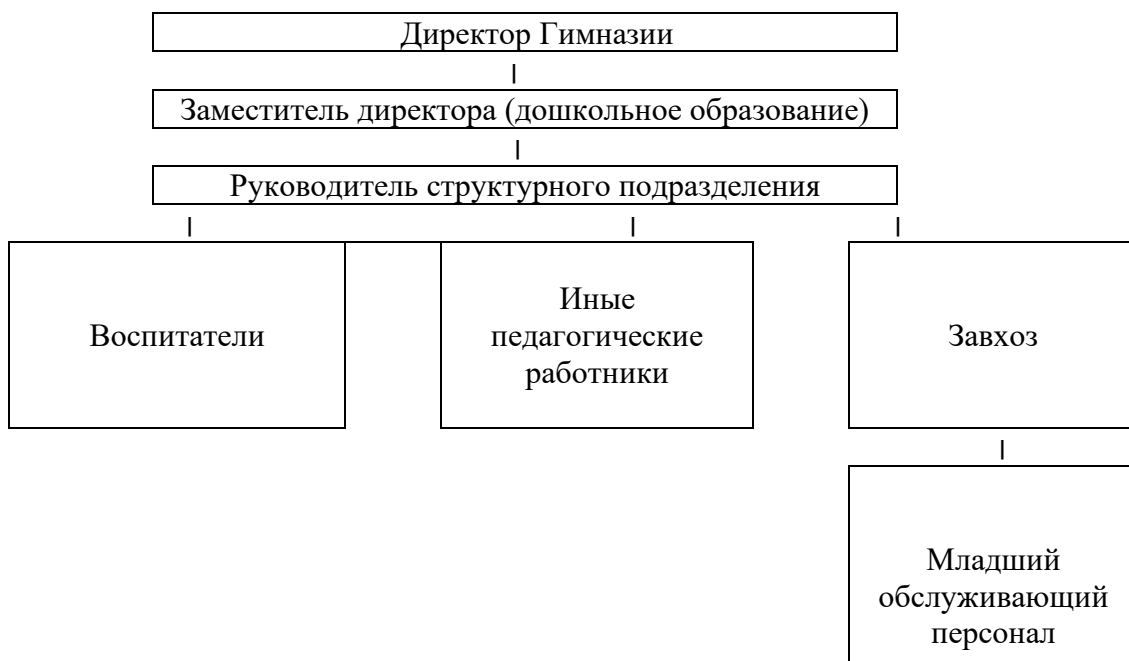 Директор Гимназии
Заместитель директора (дошкольное образование)
Руководитель структурного подразделения
Воспитатели
Иные
педагогические
работники
Завхоз
Младший
обслуживающий
персонал